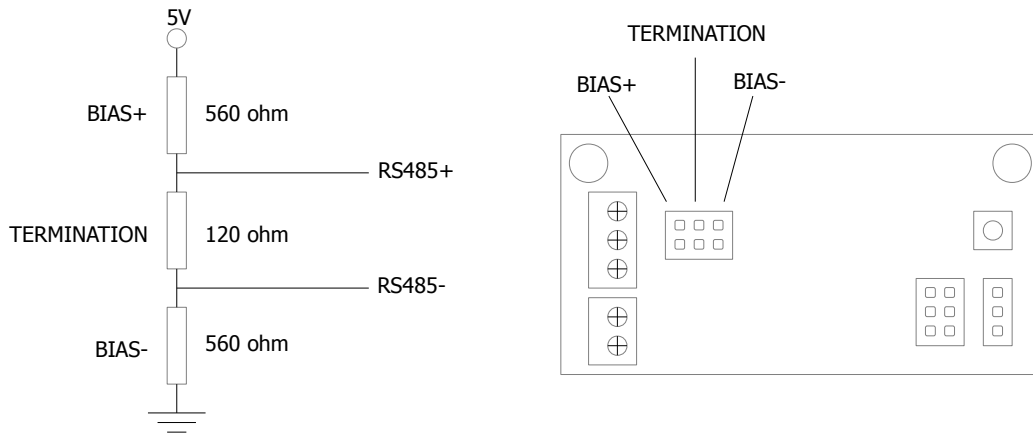 5V
BIAS+
560 ohm
RS485+
TERMINATION
120 ohm
RS485-
BIAS-
560 ohm
TERMINATION
BIAS+
BIAS-